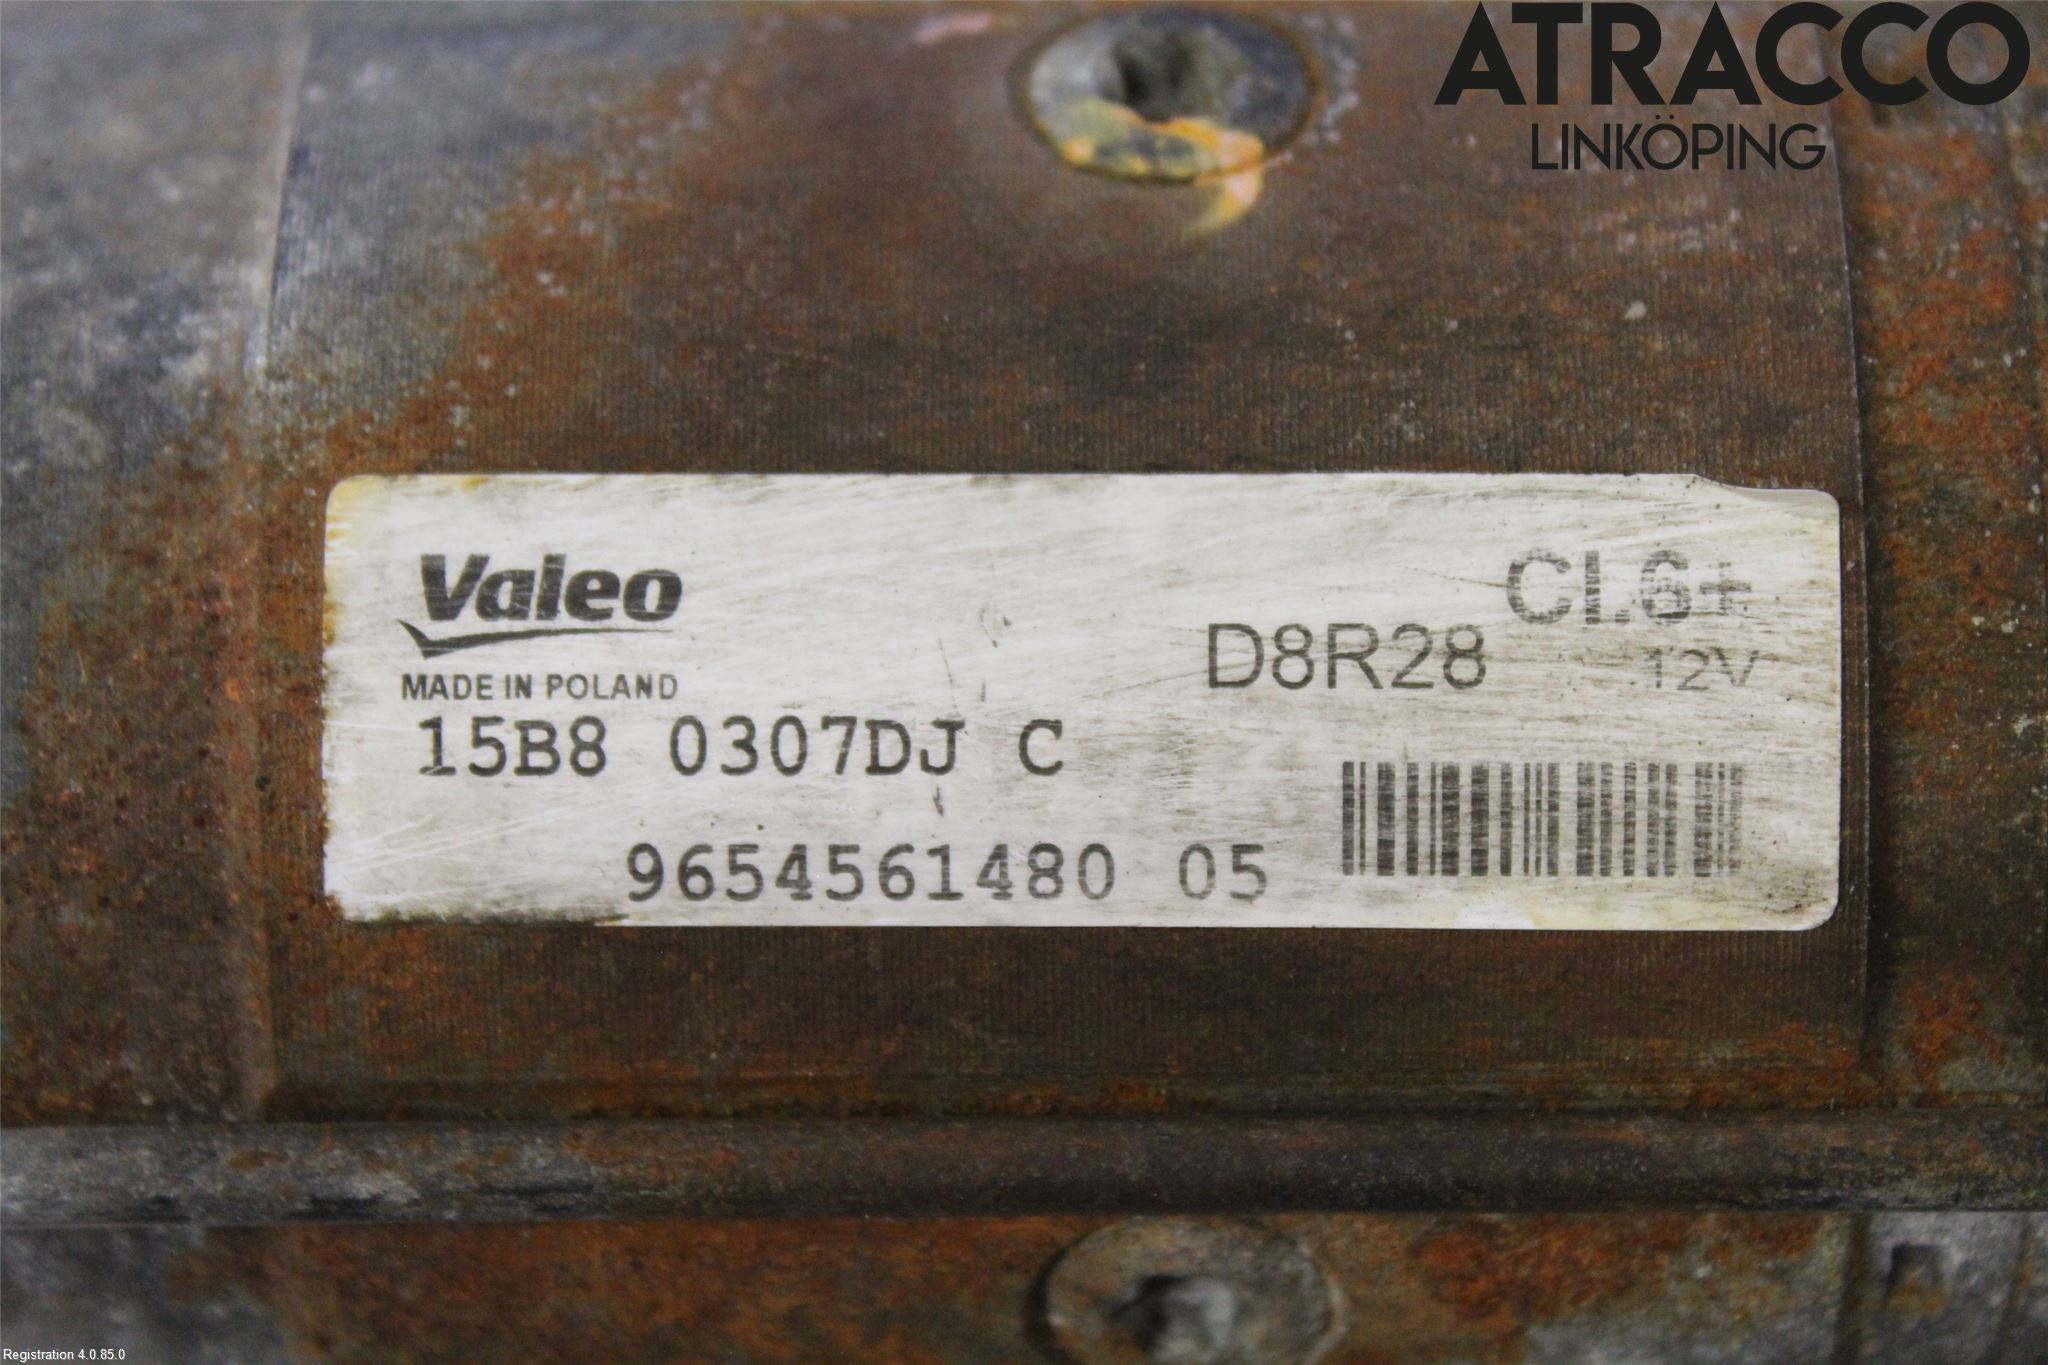 ATRACCO
LINKÖPING
Valeo
MADE IN POLAND
Cl.6+
D8R28
12V
15B8 0307DJ C
9654561480 05
Registration 4.0.85.0